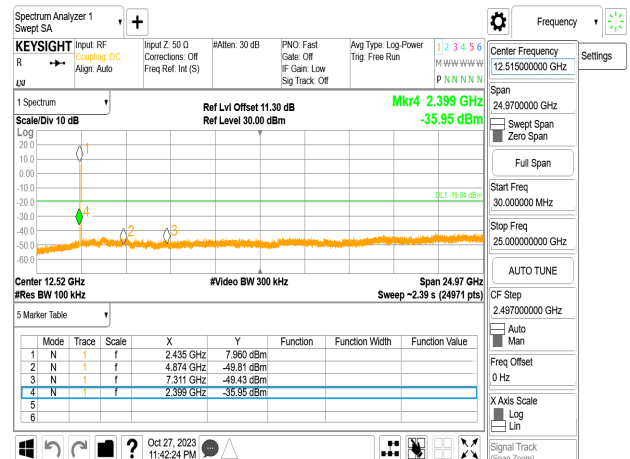 Spectrum Analyzer 1
Swept SA
Frequency
KEYSIGHT
R
Input: RF
Coupling: DC
Align: Auto
Input Z: 50 Ω
Corrections: Off
Freq Ref: Int (S)
#Atten: 30 dB
PNO: Fast
Gate: Off
IF Gain: Low
Sig Track: Off
Avg Type: Log-Power
Trig: Free Run
1 2 3 4 5 6
M W W W W W
P N N N N N
1 Spectrum
Scale/Div 10 dB
Ref Lvl Offset 11.30 dB
Ref Level 30.00 dBm
Mkr4 2.399 GHz
-35.95 dBm
Log
20.0
10.0
0.00
-10.0
-20.0
-30.0
-40.0
-50.0
-60.0
1
4
2
3
DL1 -19.04 dBm
Center 12.52 GHz
#Video BW 300 kHz
Span 24.97 GHz
#Res BW 100 kHz
Sweep ~2.39 s (24971 pts)
5 Marker Table
Mode Trace Scale X Y Function Function Width Function Value
1 N 1 f 2.435 GHz 7.960 dBm
2 N 1 f 4.874 GHz -49.81 dBm
3 N 1 f 7.311 GHz -49.43 dBm
4 N 1 f 2.399 GHz -35.95 dBm
5
6
?
Oct 27, 2023
11:42:24 PM
Center Frequency
12.515000000 GHz
Settings
Span
24.9700000 GHz
Swept Span
Zero Span
Full Span
Start Freq
30.000000 MHz
Stop Freq
25.000000000 GHz
AUTO TUNE
CF Step
2.497000000 GHz
Auto
Man
Freq Offset
0 Hz
X Axis Scale
Log
Lin
Signal Track
(Span Zoom)